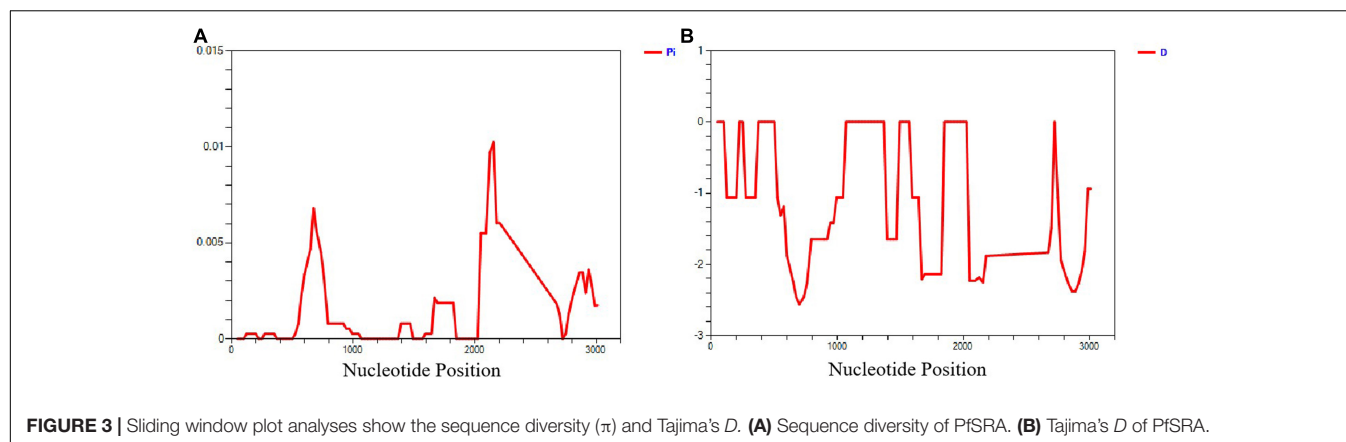 A
B
0.015
0.01
0.005
0
0
1000
2000
3000
Pi
Nucleotide Position
1
0
-1
-2
-3
0
1000
2000
3000
D
Nucleotide Position
FIGURE 3 | Sliding window plot analyses show the sequence diversity (π) and Tajima's D. (A) Sequence diversity of PfSRA. (B) Tajima's D of PfSRA.